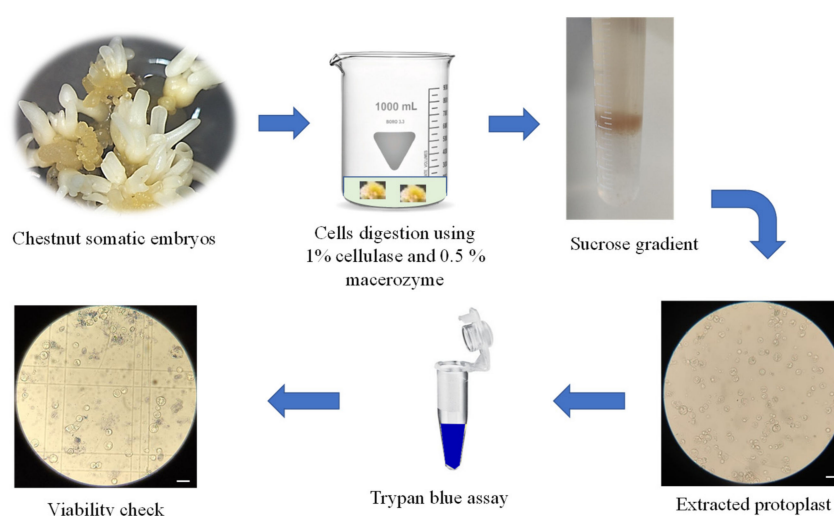 1000 mL
Chestnut somatic embryos
Cells digestion using
1% cellulase and 0.5 %
macerozyme
Sucrose gradient
Viability check
Trypan blue assay
Extracted protoplast